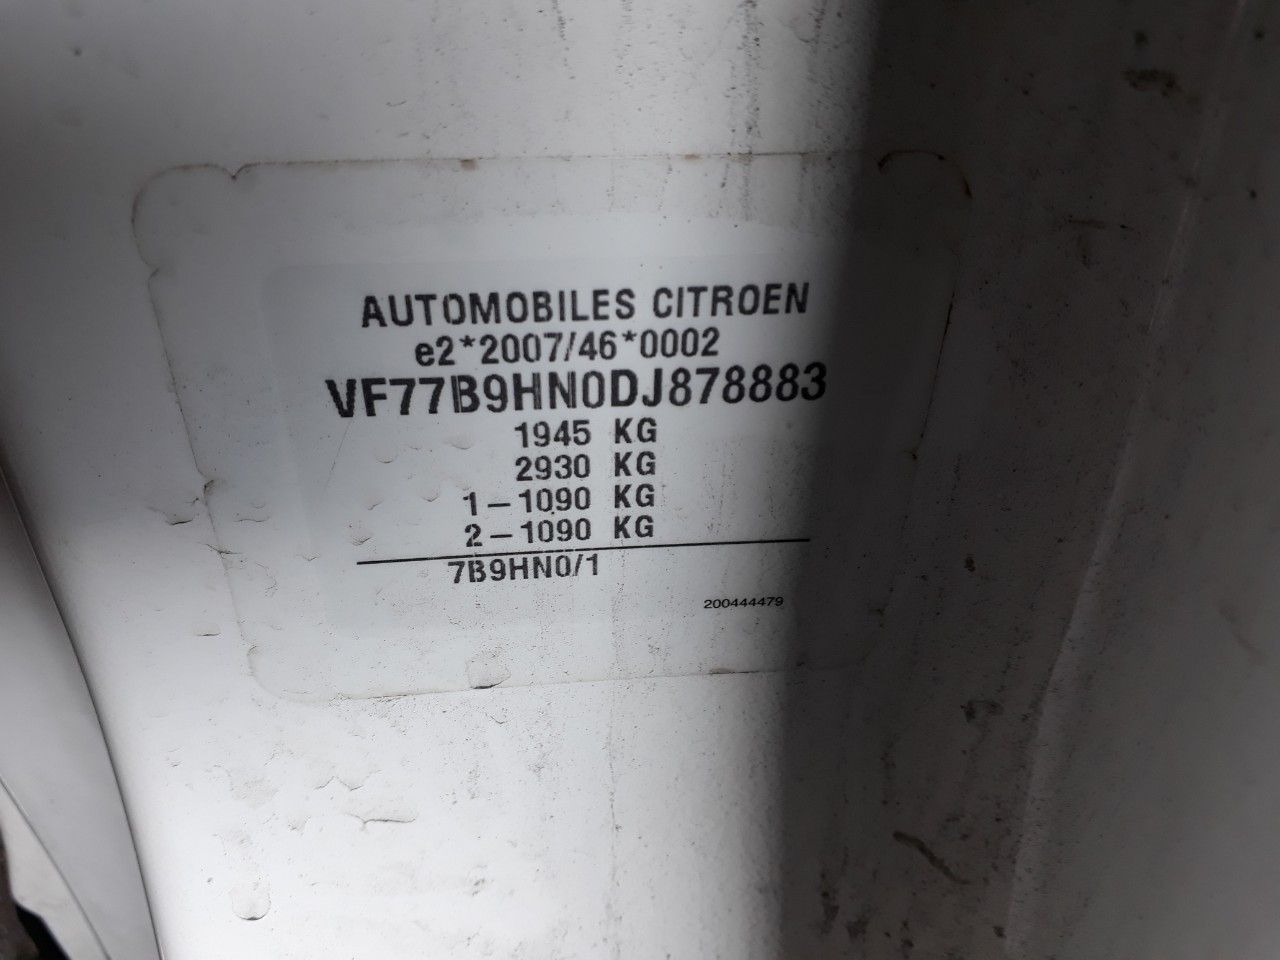 AUTOMOBILES CITROEN
e2*2007/46*0002
VF77B9HN0DJ878883
1945 KG
2930 KG
1-1090 KG
2-1090 KG
7B9HN0/1
200444479